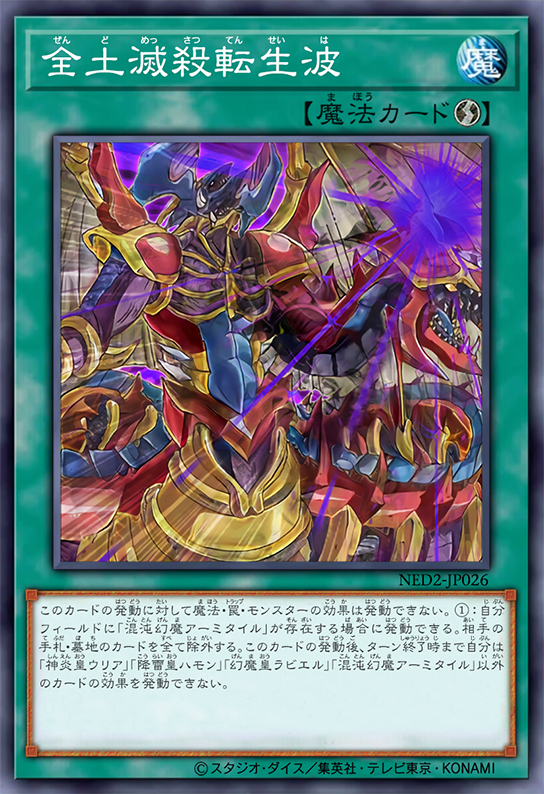 全土滅殺転生波
魔
【魔法カード】
NED2-JP026
このカードの発動に対して魔法・罠・モンスターの効果は発動できない。①：自分
フィールドに「混沌幻魔アーミタイル」が存在する場合に発動できる。相手の
手札・墓地のカードを全て除外する。このカードの発動後、ターン終了時まで自分は
「神炎皇ウリア」「降雷皇ハモン」「幻魔皇ラビエル」「混沌幻魔アーミタイル」以外
のカードの効果を発動できない。
©スタジオ・ダイス／集英社・テレビ東京・KONAMI